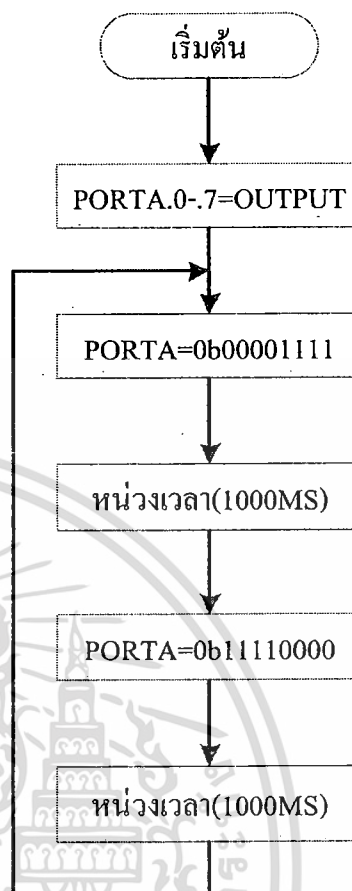 เริ่มต้น
PORTA.0-.7=OUTPUT
PORTA=0b00001111
หน่วงเวลา(1000MS)
PORTA=0b11110000
หน่วงเวลา(1000MS)